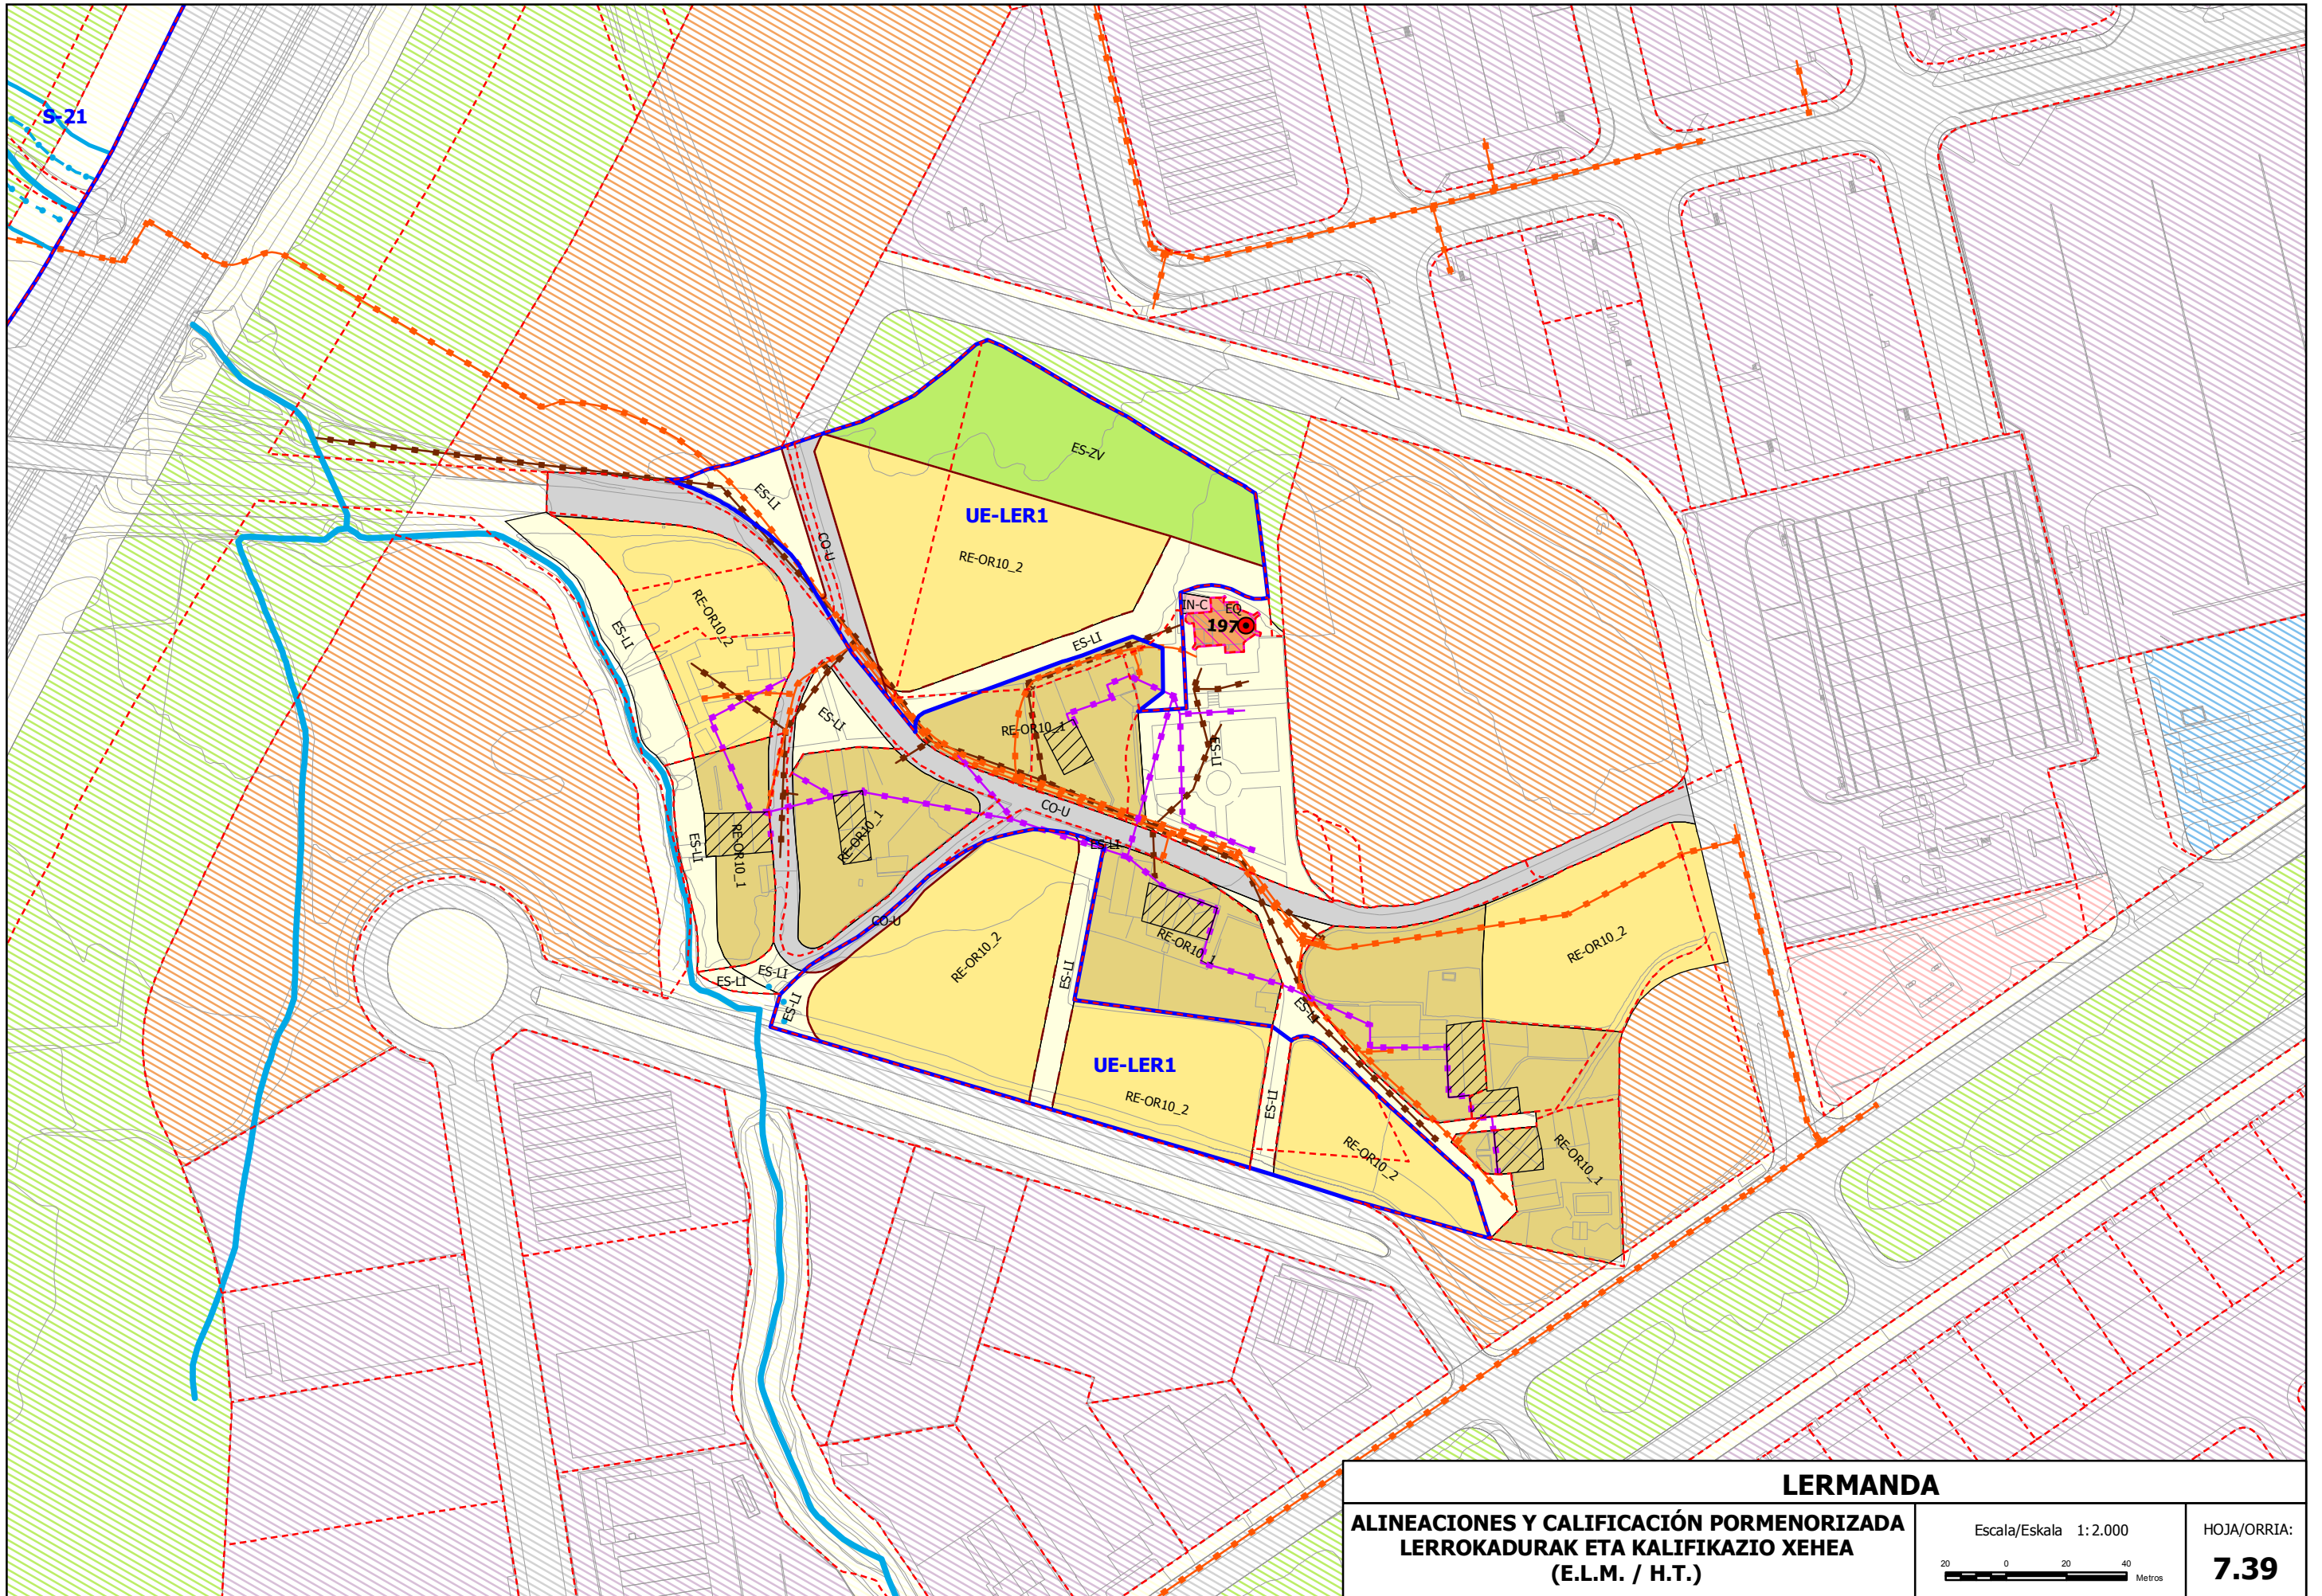 S-21
ES-ZV
ES-LI
UE-LER1
CO-U
RE-OR10_2
RE-OR10_2
IN-C
EQ
197
ES-LI
ES-LI
ES-LI
RE-OR10_1
ES-LI
CO-U
ES-LI
RE-OR10_1
RE-OR10_1
ES-LI
CO-U
RE-OR10_2
RE-OR10_1
RE-OR10_2
ES-LI
ES-LI
ES-LI
ES-LI
ES-LI
UE-LER1
RE-OR10_2
ES-LI
RE-OR10_2
RE-OR10_1
LERMANDA
ALINEACIONES Y CALIFICACIÓN PORMENORIZADA
LERROKADURAK ETA KALIFIKAZIO XEHEA
(E.L.M. / H.T.)
Escala/Eskala 1:2.000
20 0 20 40
Metros
HOJA/ORRIA:
7.39